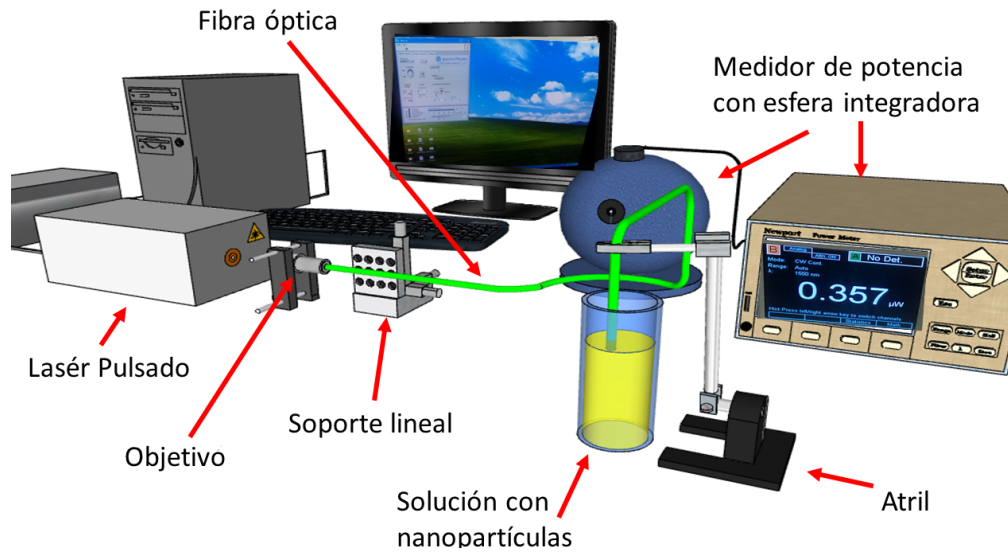 Fibra óptica
Medidor de potencia
con esfera integradora
Newport Power Meter
B
A No Det.
Mode: CW Cont.
Range: Auto
λ: 1550 nm
0.357 µW
Statistics Math
Lasér Pulsado
Soporte lineal
Objetivo
Solución con
nanopartículas
Atril